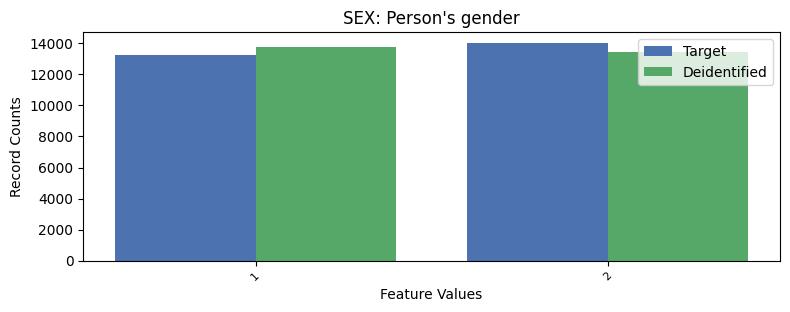 SEX: Person's gender
Target
Deidentified
14000
12000
10000
8000
6000
4000
2000
0
Record Counts
1
2
Feature Values